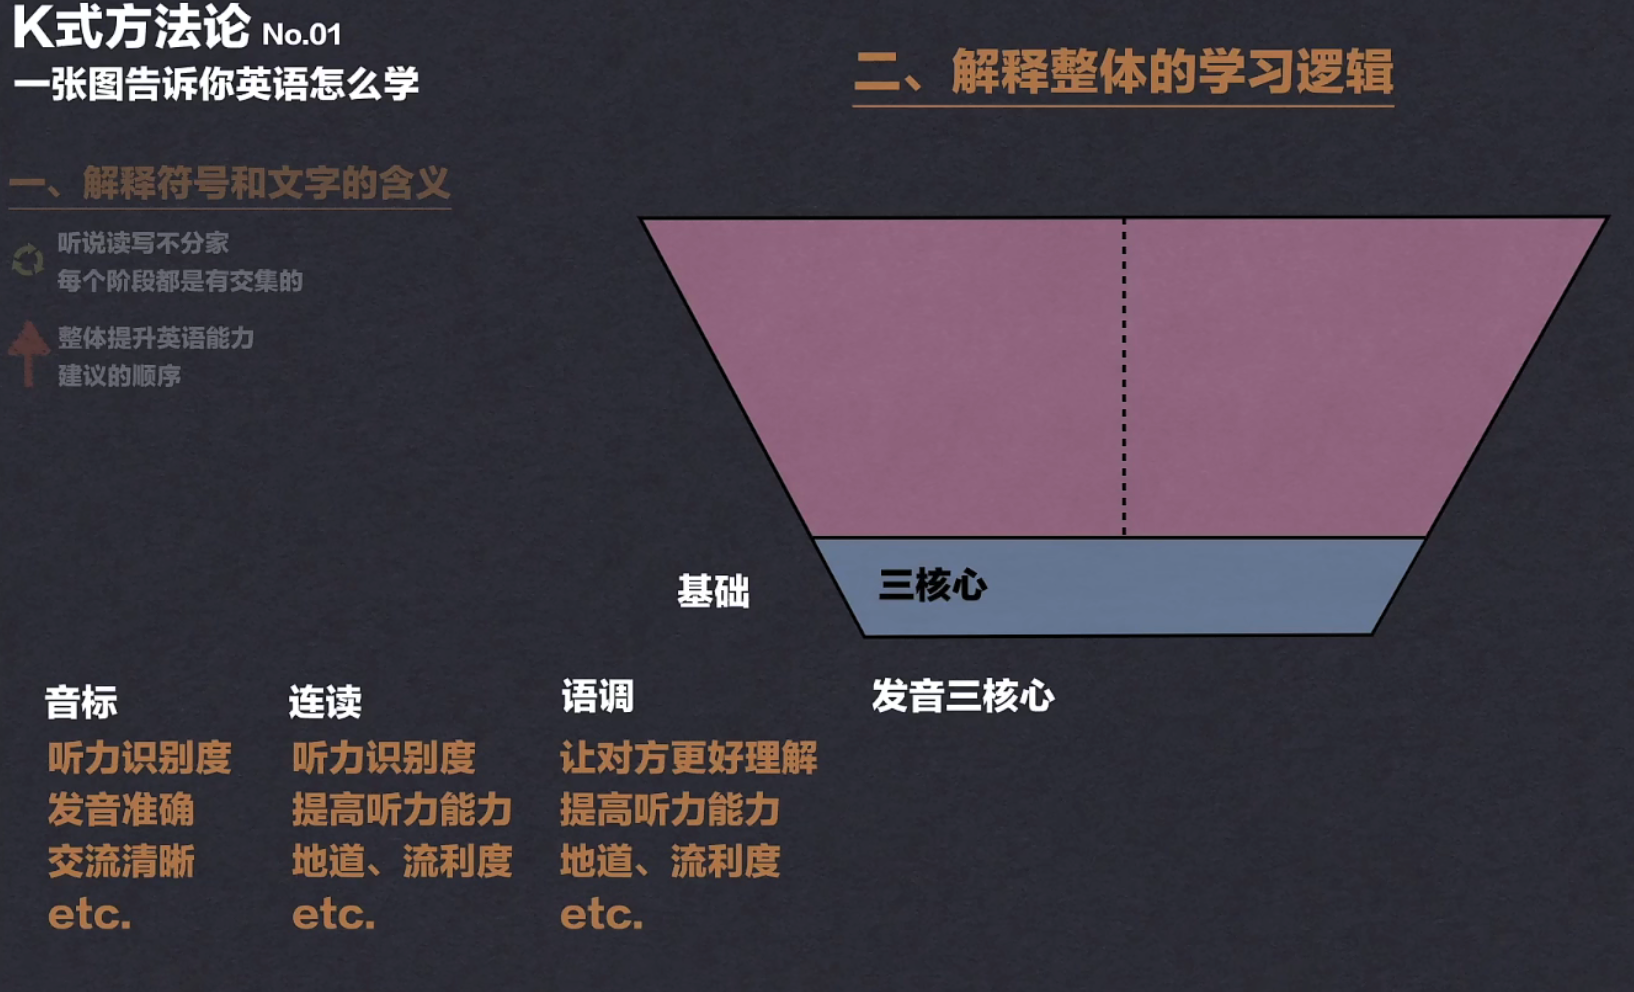 K式方法论 No.01
一张图告诉你英语怎么学
二、解释整体的学习逻辑
一、解释符号和文字的含义
听说读写不分家
每个阶段都是有交集的
整体提升英语能力
建议的顺序
基础
三核心
发音三核心
音标
听力识别度
发音准确
交流清晰
etc.
连读
听力识别度
提高听力能力
地道、流利度
etc.
语调
让对方更好理解
提高听力能力
地道、流利度
etc.